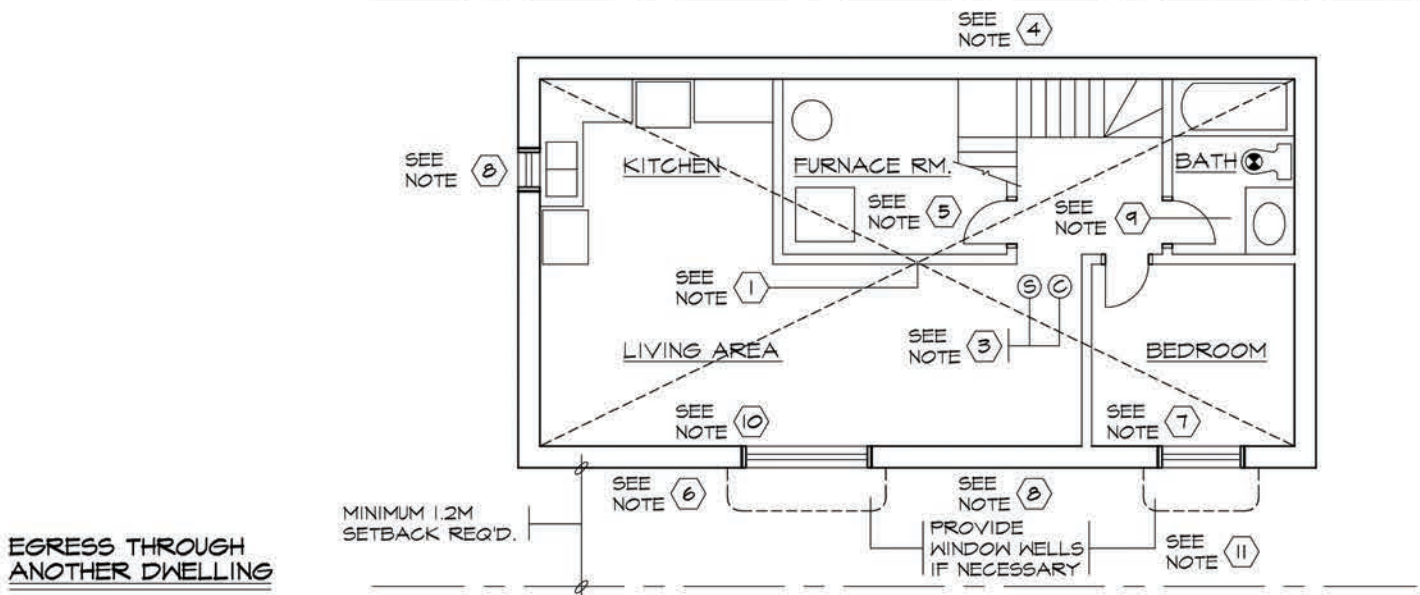 SEE
NOTE 4
SEE
NOTE 8
KITCHEN
FURNACE RM.
BATH
SEE
NOTE 5
SEE
NOTE 9
SEE
NOTE 1
S C
SEE
NOTE 3
LIVING AREA
BEDROOM
SEE
NOTE 10
SEE
NOTE 7
SEE
NOTE 6
SEE
NOTE 8
MINIMUM 1.2M
SETBACK REQ'D.
PROVIDE
WINDOW WELLS
IF NECESSARY
SEE
NOTE 11
EGRESS THROUGH
ANOTHER DWELLING